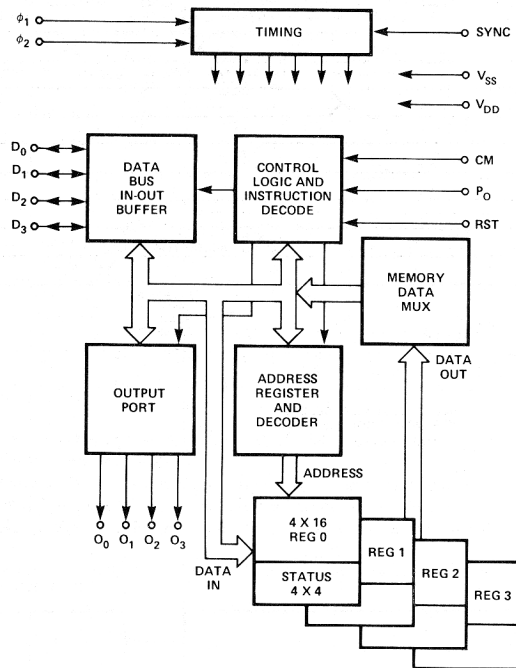 ϕ1
TIMING
SYNC
ϕ2
VSS
VDD
D0
D1
D2
D3
DATA
BUS
IN-OUT
BUFFER
CONTROL
LOGIC AND
INSTRUCTION
DECODE
CM
PO
RST
MEMORY
DATA
MUX
OUTPUT
PORT
ADDRESS
REGISTER
AND
DECODER
DATA
OUT
ADDRESS
O0
O1
O2
O3
DATA
IN
4 X 16
REG 0
STATUS
4 X 4
REG 1
REG 2
REG 3